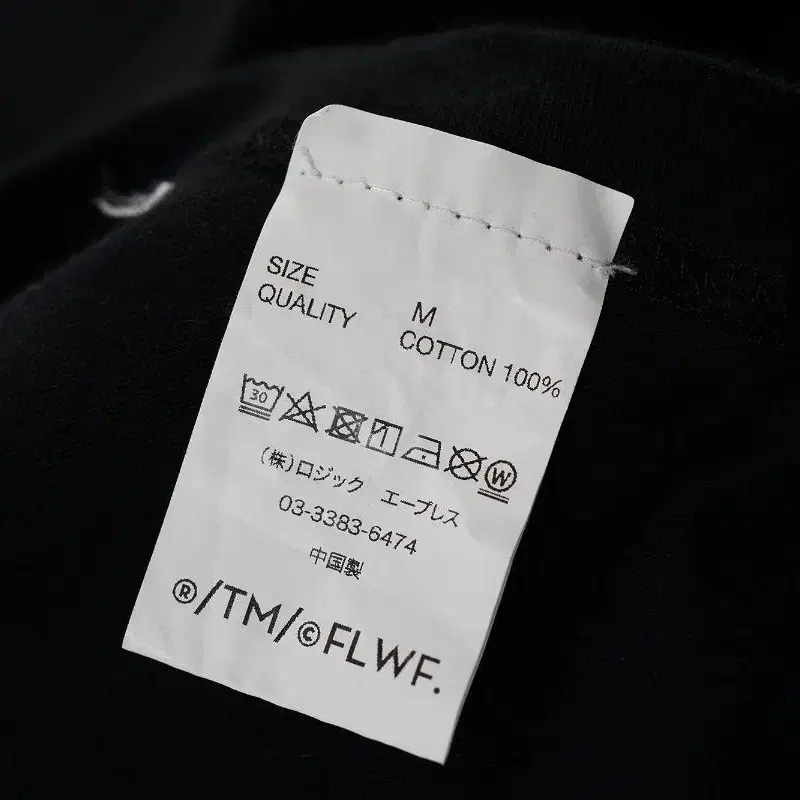 SIZE M
QUALITY COTTON 100%
30 W
(株)ロジック エープレス
03-3383-6474
中国製
®/TM/©FLWF.